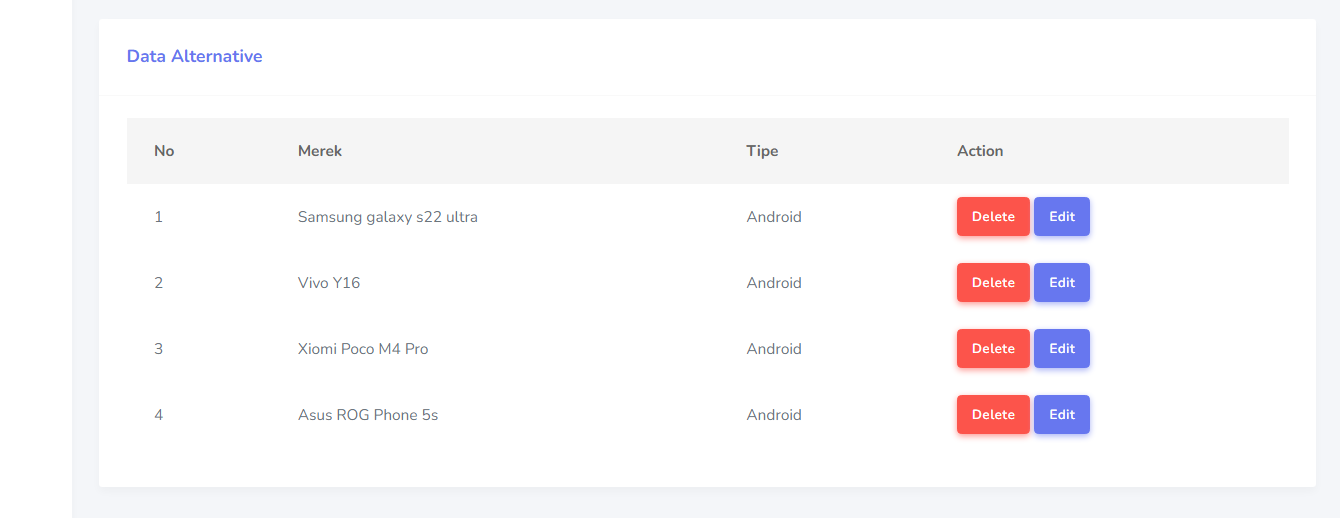 Data Alternative
No Merek Tipe Action
1 Samsung galaxy s22 ultra Android Delete Edit
2 Vivo Y16 Android Delete Edit
3 Xiomi Poco M4 Pro Android Delete Edit
4 Asus ROG Phone 5s Android Delete Edit